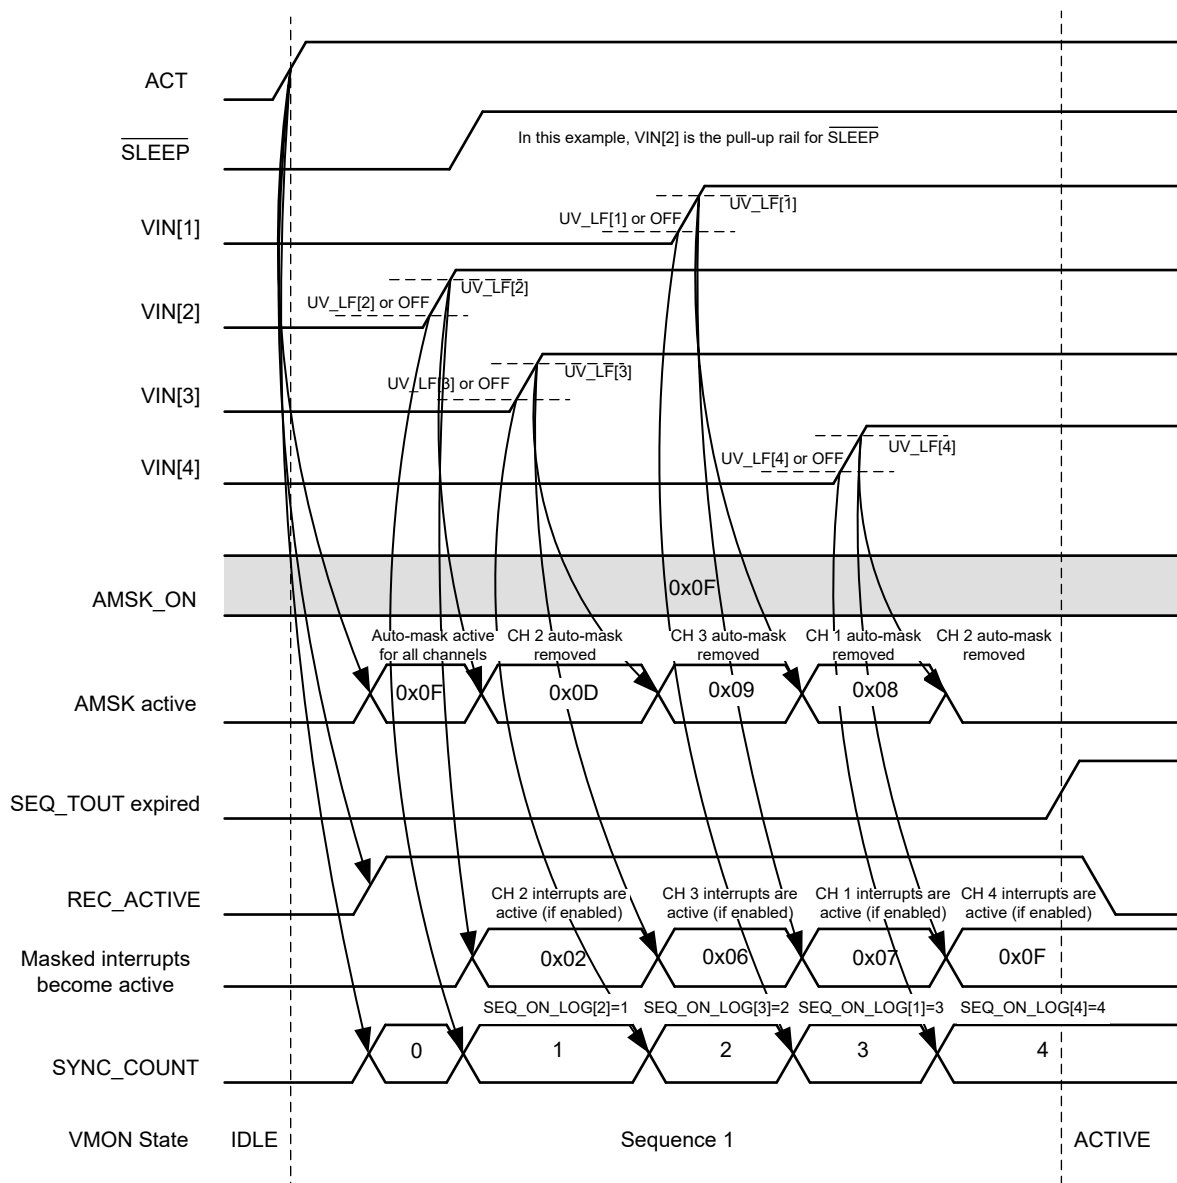 ACT
SLEEP
In this example, VIN[2] is the pull-up rail for SLEEP
VIN[1]
UV_LF[1] or OFF
UV_LF[1]
VIN[2]
UV_LF[2] or OFF
UV_LF[2]
VIN[3]
UV_LF[3] or OFF
UV_LF[3]
VIN[4]
UV_LF[4] or OFF
UV_LF[4]
AMSK_ON
0x0F
Auto-mask active
for all channels
CH 2 auto-mask
removed
CH 3 auto-mask
removed
CH 1 auto-mask
removed
CH 2 auto-mask
removed
AMSK active
0x0F
0x0D
0x09
0x08
SEQ_TOUT expired
REC_ACTIVE
CH 2 interrupts are
active (if enabled)
CH 3 interrupts are
active (if enabled)
CH 1 interrupts are
active (if enabled)
CH 4 interrupts are
active (if enabled)
Masked interrupts
become active
0x02
0x06
0x07
0x0F
SEQ_ON_LOG[2]=1
SEQ_ON_LOG[3]=2
SEQ_ON_LOG[1]=3
SEQ_ON_LOG[4]=4
SYNC_COUNT
0
1
2
3
4
VMON State
IDLE
Sequence 1
ACTIVE